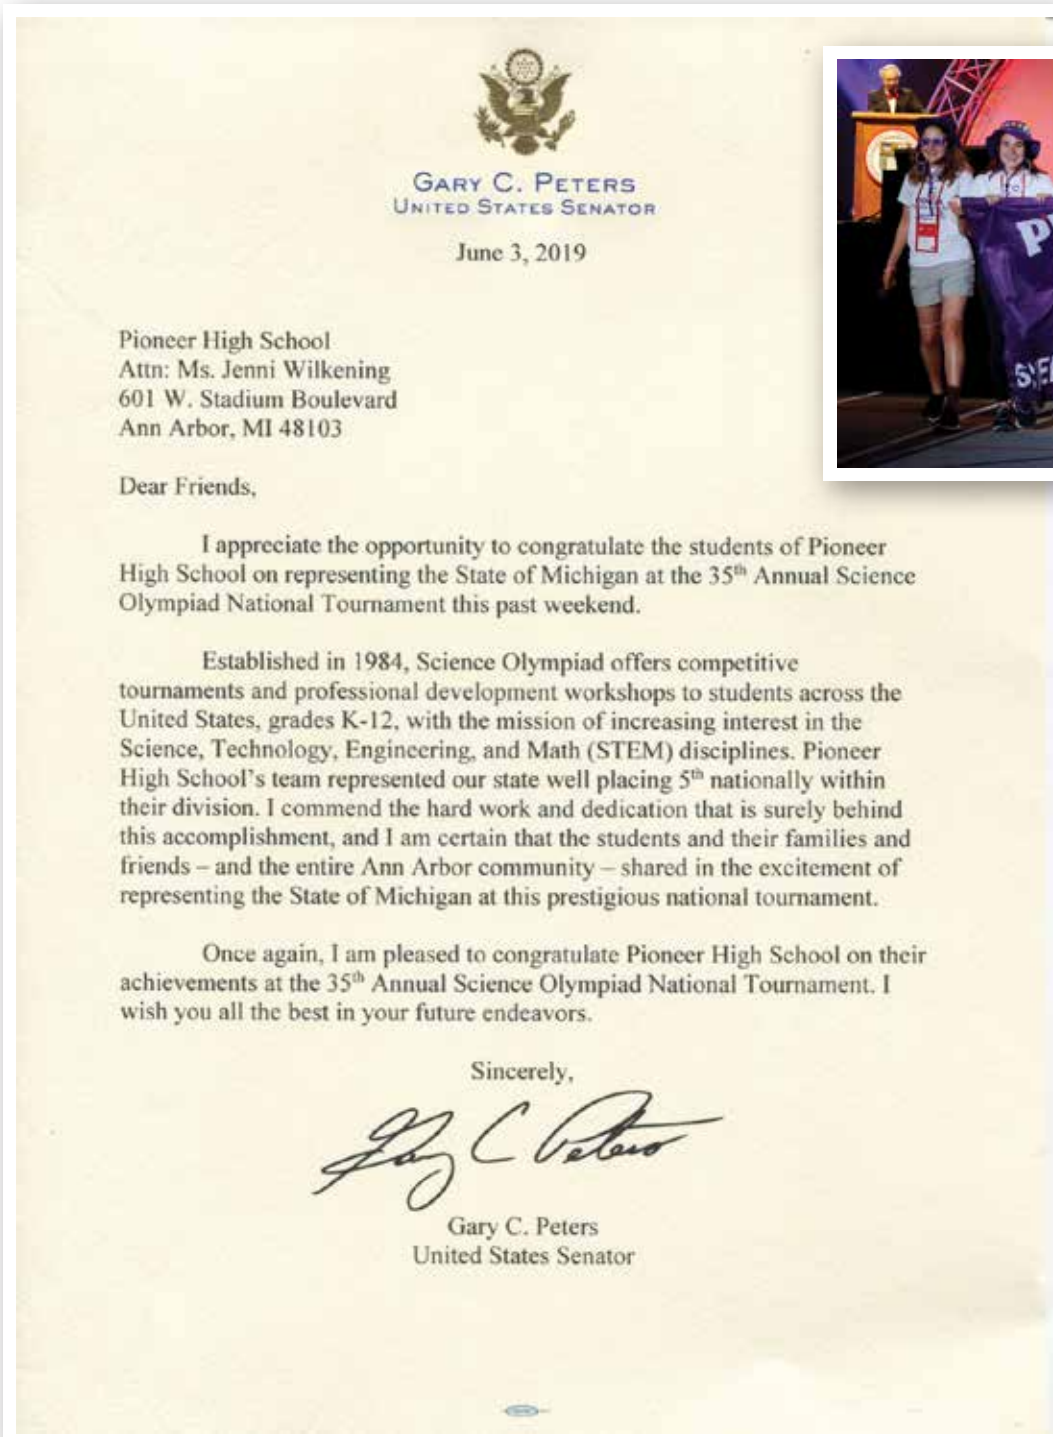 GARY C. PETERS
UNITED STATES SENATOR
June 3, 2019
Pioneer High School
Attn: Ms. Jenni Wilkening
601 W. Stadium Boulevard
Ann Arbor, MI 48103
Dear Friends,
I appreciate the opportunity to congratulate the students of Pioneer
High School on representing the State of Michigan at the 35th Annual Science
Olympiad National Tournament this past weekend.
Established in 1984, Science Olympiad offers competitive
tournaments and professional development workshops to students across the
United States, grades K-12, with the mission of increasing interest in the
Science, Technology, Engineering, and Math (STEM) disciplines. Pioneer
High School's team represented our state well placing 5th nationally within
their division. I commend the hard work and dedication that is surely behind
this accomplishment, and I am certain that the students and their families and
friends – and the entire Ann Arbor community – shared in the excitement of
representing the State of Michigan at this prestigious national tournament.
Once again, I am pleased to congratulate Pioneer High School on their
achievements at the 35th Annual Science Olympiad National Tournament. I
wish you all the best in your future endeavors.
Sincerely,
Gary C Peters
Gary C. Peters
United States Senator